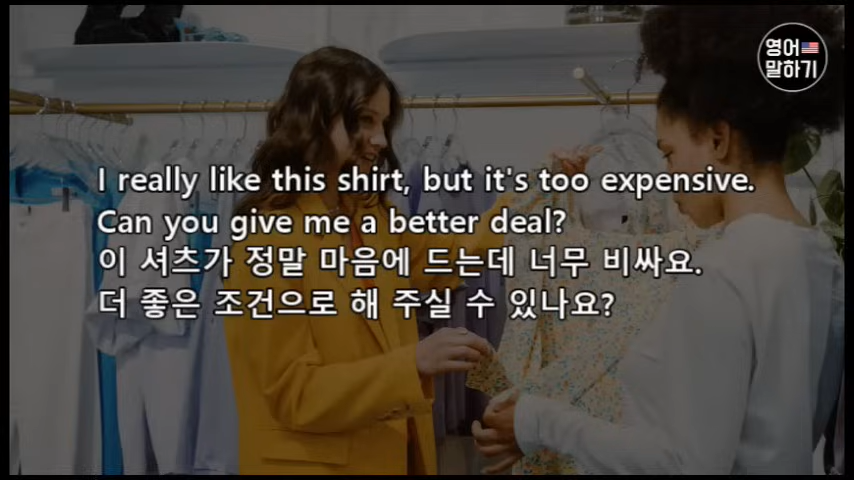 영어
말하기
I really like this shirt, but it's too expensive.
Can you give me a better deal?
이 셔츠가 정말 마음에 드는데 너무 비싸요.
더 좋은 조건으로 해 주실 수 있나요?